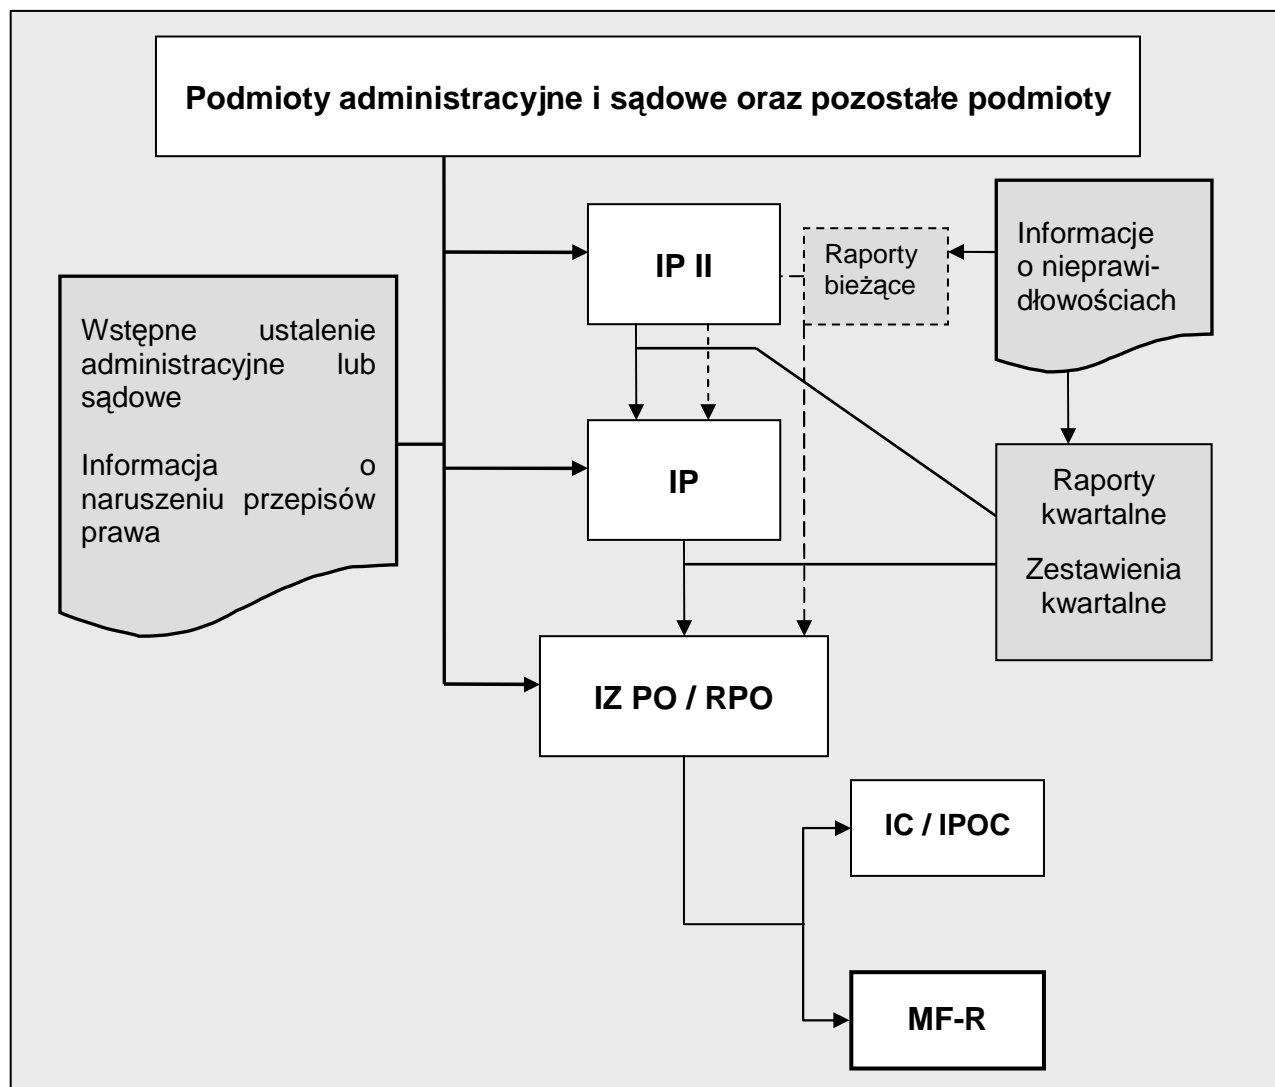 Podmioty administracyjne i sądowe oraz pozostałe podmioty
IP II
Raporty
bieżące
Informacje
o nieprawi-
dłowościach
Wstępne ustalenie
administracyjne lub
sądowe
Informacja o
naruszeniu przepisów
prawa
IP
Raporty
kwartalne
Zestawienia
kwartalne
IZ PO / RPO
IC / IPOC
MF-R